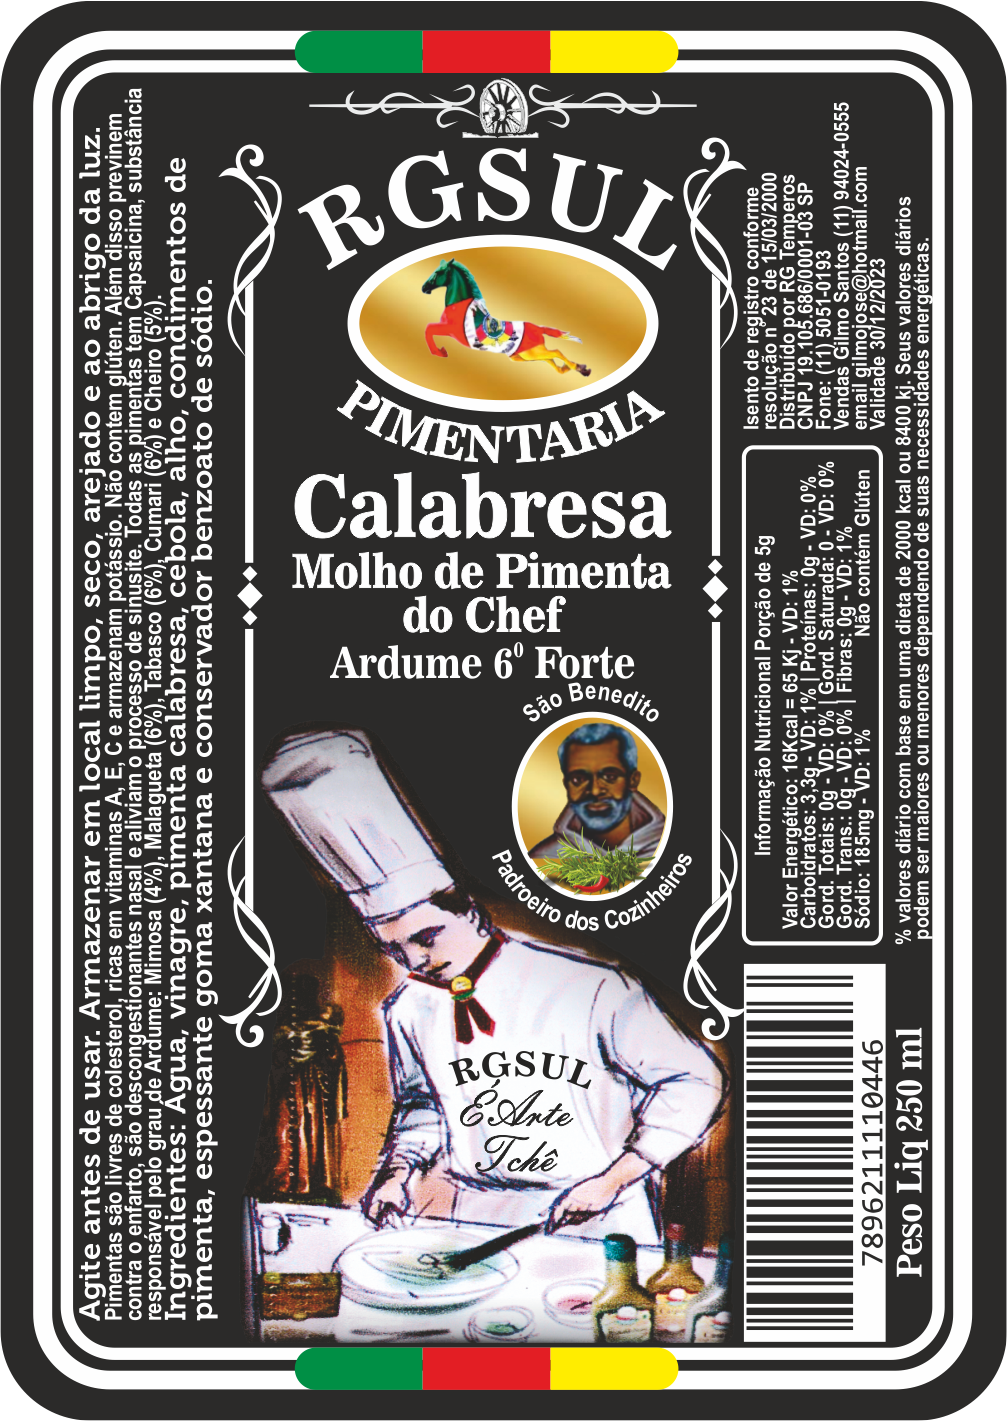 Agite antes de usar. Armazenar em local limpo, seco, arejado e ao abrigo da luz.
Pimentas são livres de colesterol, ricas em vitaminas A, E, C e armazenam potássio. Não contem glúten. Além disso previnem
contra o enfarto, são descongestionantes nasal e aliviam o processo de sinusite. Todas as pimentas tem Capsaicina, substância
responsável pelo grau de Ardume: Mimosa (4%), Malagueta (6%), Tabasco (6%), Cumari (6%) e Cheiro (5%).
Ingredientes: Água, vinagre, pimenta calabresa, cebola, alho, condimentos de
pimenta, espessante goma xantana e conservador benzoato de sódio.
RGSUL
PIMENTARIA
Calabresa
Molho de Pimenta
do Chef
Ardume 6⁰ Forte
São Benedito
Padroeiro dos Cozinheiros
RGSUL
É Arte
Tchê
Isento de registro conforme
resolução nº 23 de 15/03/2000
Distribuído por RG Temperos
CNPJ 19.105.686/0001-03 SP
Fone: (11) 5051-0193
Vendas Gilmo Santos (11) 94024-0555
email gilmojose@hotmail.com
Validade 30/12/2023
Informação Nutricional Porção de 5g
Valor Energético; 16Kcal = 65 Kj - VD: 1%
Carboidratos: 3,3g - VD: 1% | Proteínas: 0g - VD: 0%
Gord. Totais: 0g - VD: 0% | Gord. Saturada: 0 - VD: 0%
Gord. Trans.: 0g - VD: 0% | Fibras: 0g - VD: 1%
Sódio: 185mg - VD: 1% Não contém Glúten
% valores diário com base em uma dieta de 2000 kcal ou 8400 kj. Seus valores diários
podem ser maiores ou menores dependendo de suas necessidades energéticas.
7896211110446
Peso Liq 250 ml